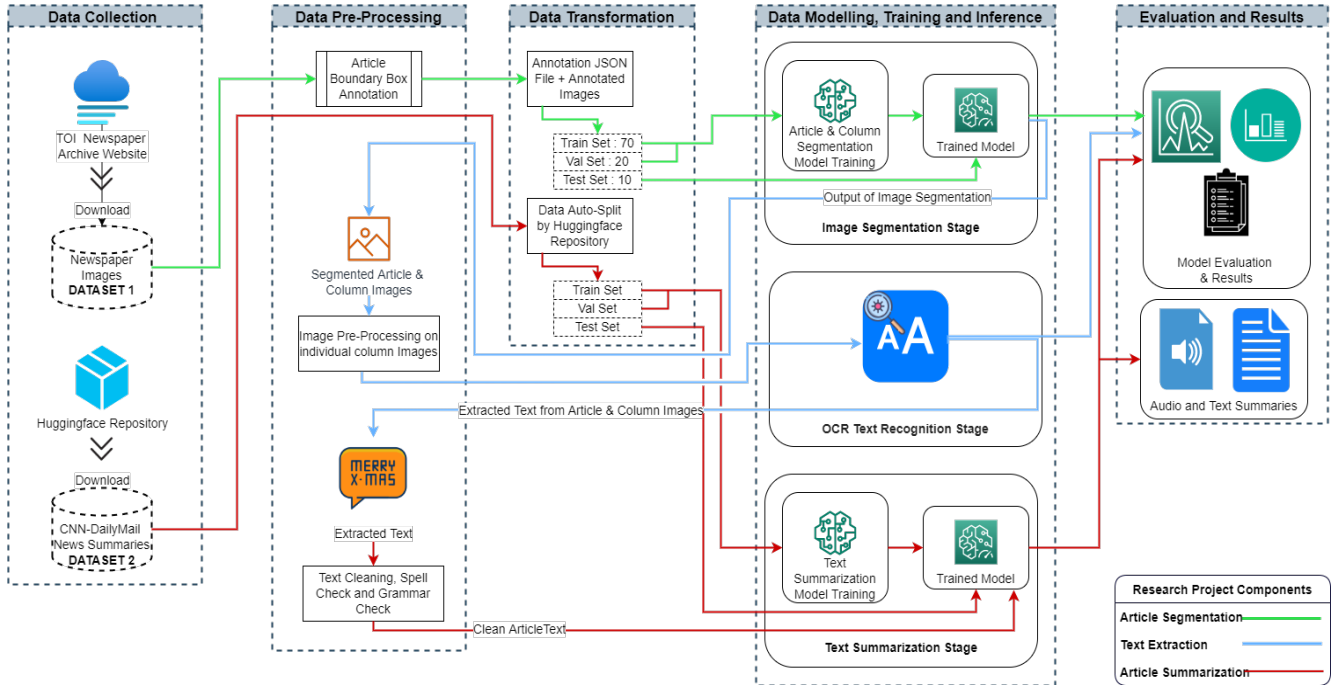 Data Collection
Data Pre-Processing
Data Transformation
Data Modelling, Training and Inference
Evaluation and Results
TOI Newspaper
Archive Website
Download
Newspaper
Images
DATASET 1
Huggingface Repository
Download
CNN-DailyMail
News Summaries
DATASET 2
Article
Boundary Box
Annotation
Segmented Article &
Column Images
Image Pre-Processing on
individual column Images
Extracted Text from Article & Column Images
MERRY
X-MAS
Extracted Text
Text Cleaning, Spell
Check and Grammar
Check
Clean ArticleText
Annotation JSON
File + Annotated
Images
Train Set : 70
Val Set : 20
Test Set : 10
Data Auto-Split
by Huggingface
Repository
Train Set
Val Set
Test Set
Article & Column
Segmentation
Model Training
Trained Model
Output of Image Segmentation
Image Segmentation Stage
AA
OCR Text Recognition Stage
Text
Summarization
Model Training
Trained Model
Text Summarization Stage
Model Evaluation
& Results
Audio and Text Summaries
Research Project Components
Article Segmentation
Text Extraction
Article Summarization